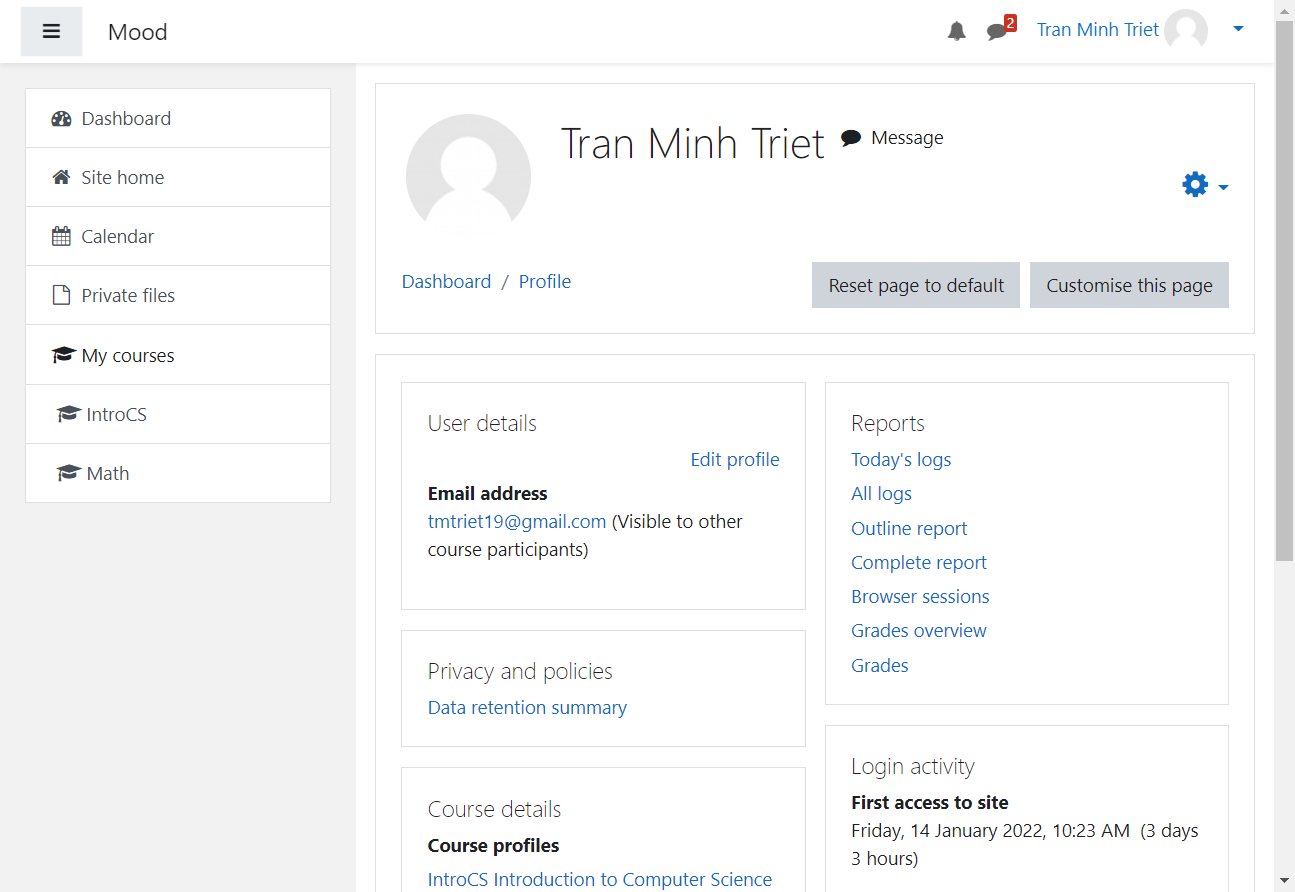 Mood
2
Tran Minh Triet
Dashboard
Site home
Calendar
Private files
My courses
IntroCS
Math
Tran Minh Triet
Message
Dashboard / Profile
Reset page to default
Customise this page
User details
Edit profile
Email address
tmtriet19@gmail.com (Visible to other
course participants)
Privacy and policies
Data retention summary
Course details
Course profiles
IntroCS Introduction to Computer Science
Reports
Today's logs
All logs
Outline report
Complete report
Browser sessions
Grades overview
Grades
Login activity
First access to site
Friday, 14 January 2022, 10:23 AM (3 days
3 hours)